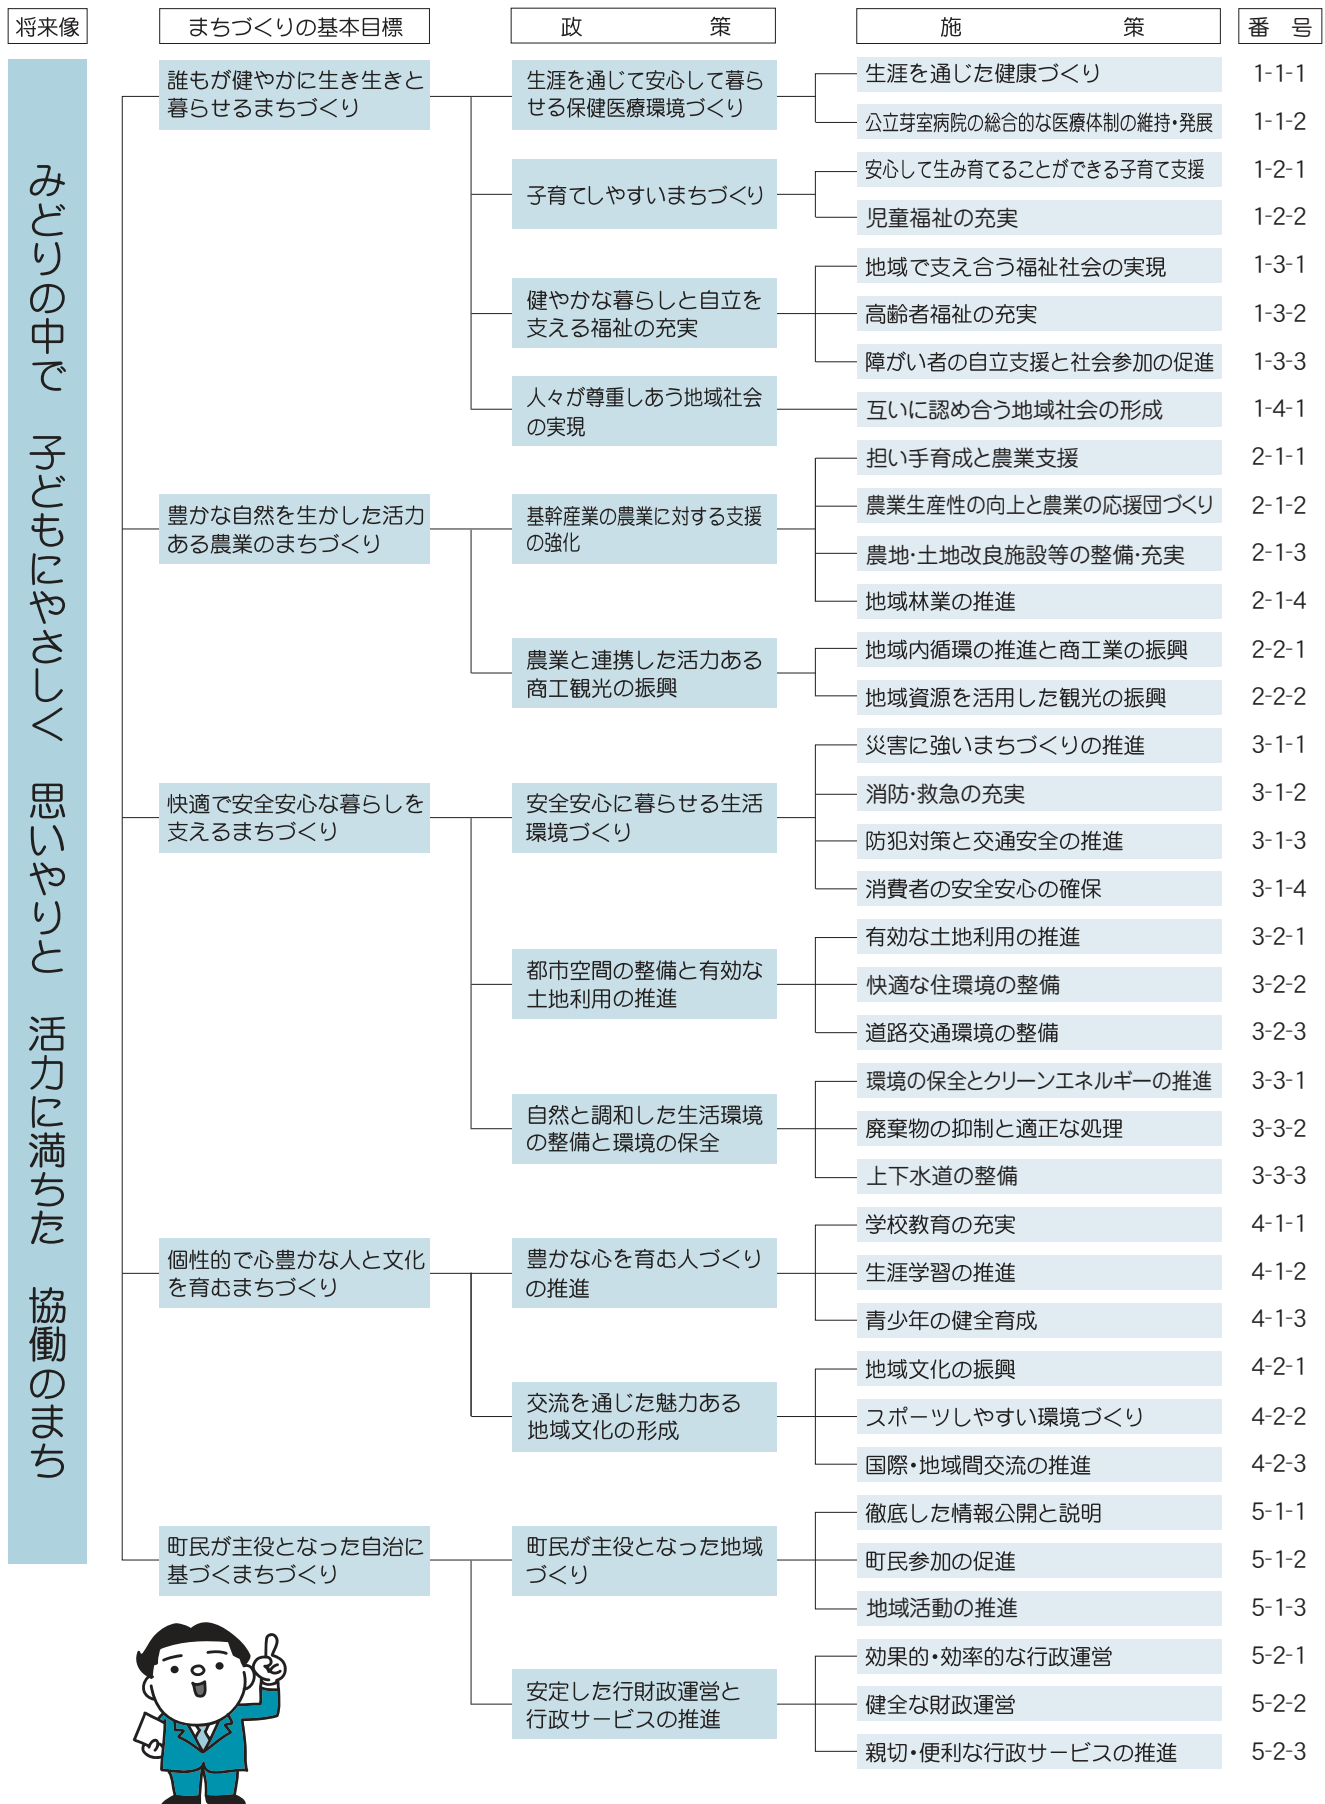 将来像
まちづくりの基本目標
政　　　策
施　　　策
番　号
みどりの中で　子どもにやさしく　思いやりと　活力に満ちた　協働のまち
誰もが健やかに生き生きと
暮らせるまちづくり
生涯を通じて安心して暮ら
せる保健医療環境づくり
生涯を通じた健康づくり
1-1-1
公立芽室病院の総合的な医療体制の維持・発展
1-1-2
子育てしやすいまちづくり
安心して生み育てることができる子育て支援
1-2-1
児童福祉の充実
1-2-2
健やかな暮らしと自立を
支える福祉の充実
地域で支え合う福祉社会の実現
1-3-1
高齢者福祉の充実
1-3-2
障がい者の自立支援と社会参加の促進
1-3-3
人々が尊重しあう地域社会
の実現
互いに認め合う地域社会の形成
1-4-1
豊かな自然を生かした活力
ある農業のまちづくり
基幹産業の農業に対する支援
の強化
担い手育成と農業支援
2-1-1
農業生産性の向上と農業の応援団づくり
2-1-2
農地・土地改良施設等の整備・充実
2-1-3
地域林業の推進
2-1-4
農業と連携した活力ある
商工観光の振興
地域内循環の推進と商工業の振興
2-2-1
地域資源を活用した観光の振興
2-2-2
快適で安全安心な暮らしを
支えるまちづくり
安全安心に暮らせる生活
環境づくり
災害に強いまちづくりの推進
3-1-1
消防・救急の充実
3-1-2
防犯対策と交通安全の推進
3-1-3
消費者の安全安心の確保
3-1-4
都市空間の整備と有効な
土地利用の推進
有効な土地利用の推進
3-2-1
快適な住環境の整備
3-2-2
道路交通環境の整備
3-2-3
自然と調和した生活環境
の整備と環境の保全
環境の保全とクリーンエネルギーの推進
3-3-1
廃棄物の抑制と適正な処理
3-3-2
上下水道の整備
3-3-3
個性的で心豊かな人と文化
を育むまちづくり
豊かな心を育む人づくり
の推進
学校教育の充実
4-1-1
生涯学習の推進
4-1-2
青少年の健全育成
4-1-3
交流を通じた魅力ある
地域文化の形成
地域文化の振興
4-2-1
スポーツしやすい環境づくり
4-2-2
国際・地域間交流の推進
4-2-3
町民が主役となった自治に
基づくまちづくり
町民が主役となった地域
づくり
徹底した情報公開と説明
5-1-1
町民参加の促進
5-1-2
地域活動の推進
5-1-3
安定した行財政運営と
行政サービスの推進
効果的・効率的な行政運営
5-2-1
健全な財政運営
5-2-2
親切・便利な行政サービスの推進
5-2-3